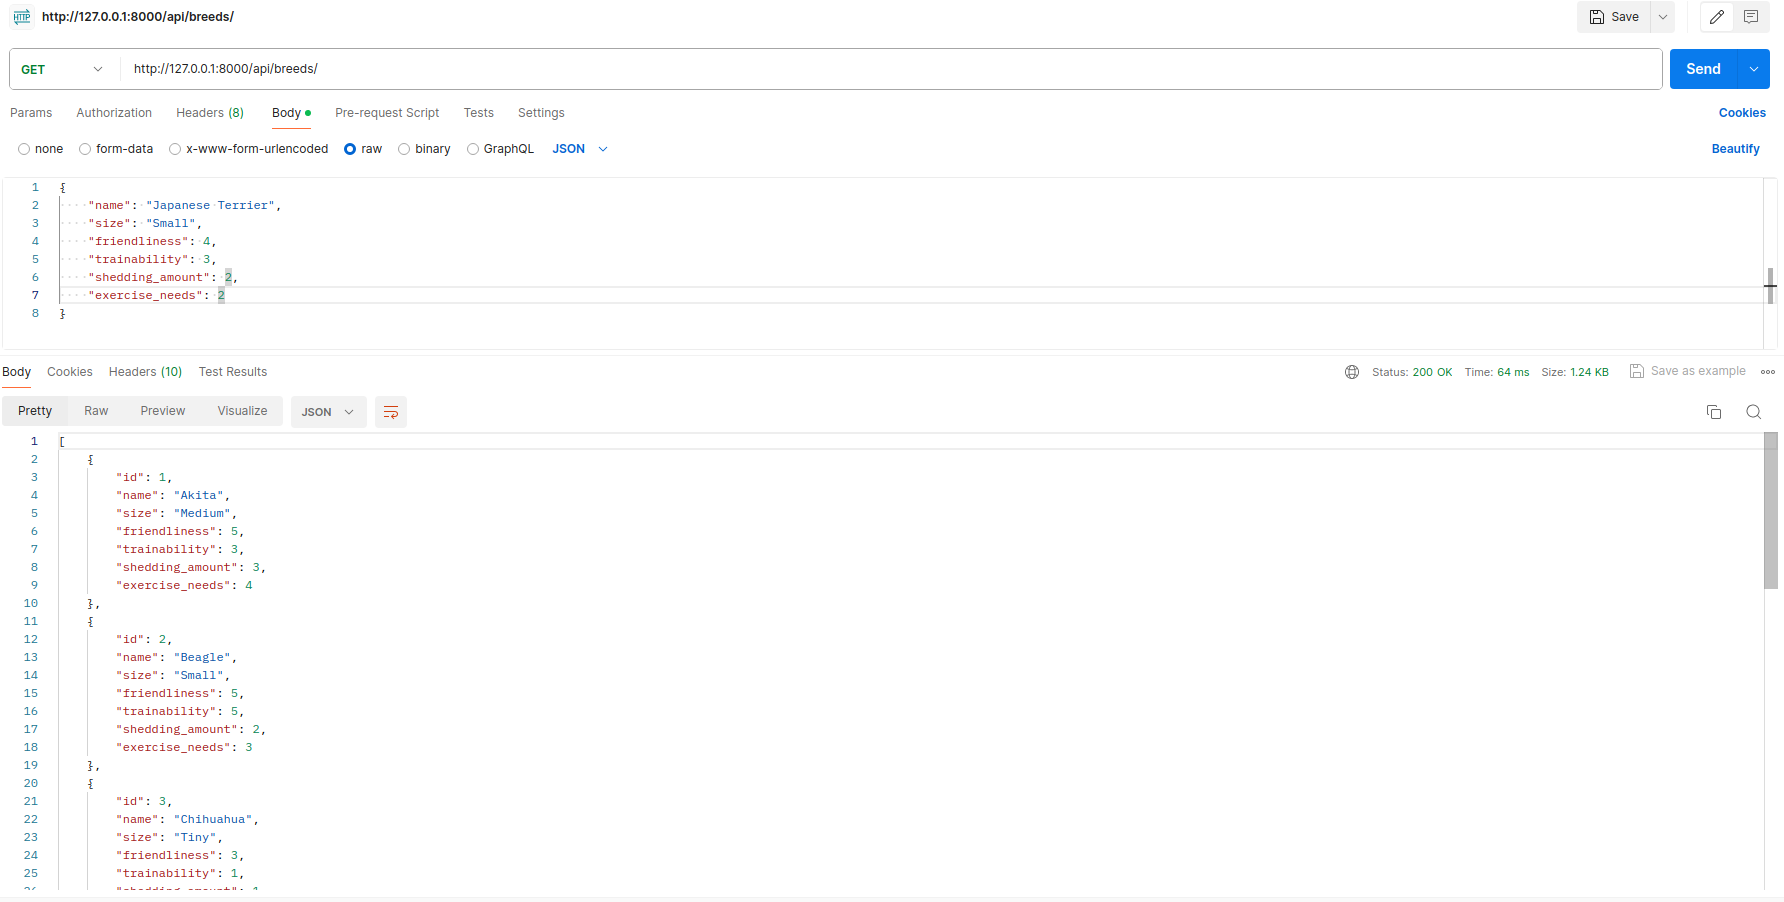 HTTP http://127.0.0.1:8000/api/breeds/ Save
GET http://127.0.0.1:8000/api/breeds/ Send
Params Authorization Headers (8) Body Pre-request Script Tests Settings Cookies
none form-data x-www-form-urlencoded raw binary GraphQL JSON Beautify
1 {
2 ····"name":·"Japanese·Terrier",
3 ····"size":·"Small",
4 ····"friendliness":·4,
5 ····"trainability":·3,
6 ····"shedding_amount":·2,
7 ····"exercise_needs":·2
8 }
Body Cookies Headers (10) Test Results Status: 200 OK Time: 64 ms Size: 1.24 KB Save as example
Pretty Raw Preview Visualize JSON
1 [
2 {
3 "id": 1,
4 "name": "Akita",
5 "size": "Medium",
6 "friendliness": 5,
7 "trainability": 3,
8 "shedding_amount": 3,
9 "exercise_needs": 4
10 },
11 {
12 "id": 2,
13 "name": "Beagle",
14 "size": "Small",
15 "friendliness": 5,
16 "trainability": 5,
17 "shedding_amount": 2,
18 "exercise_needs": 3
19 },
20 {
21 "id": 3,
22 "name": "Chihuahua",
23 "size": "Tiny",
24 "friendliness": 3,
25 "trainability": 1,